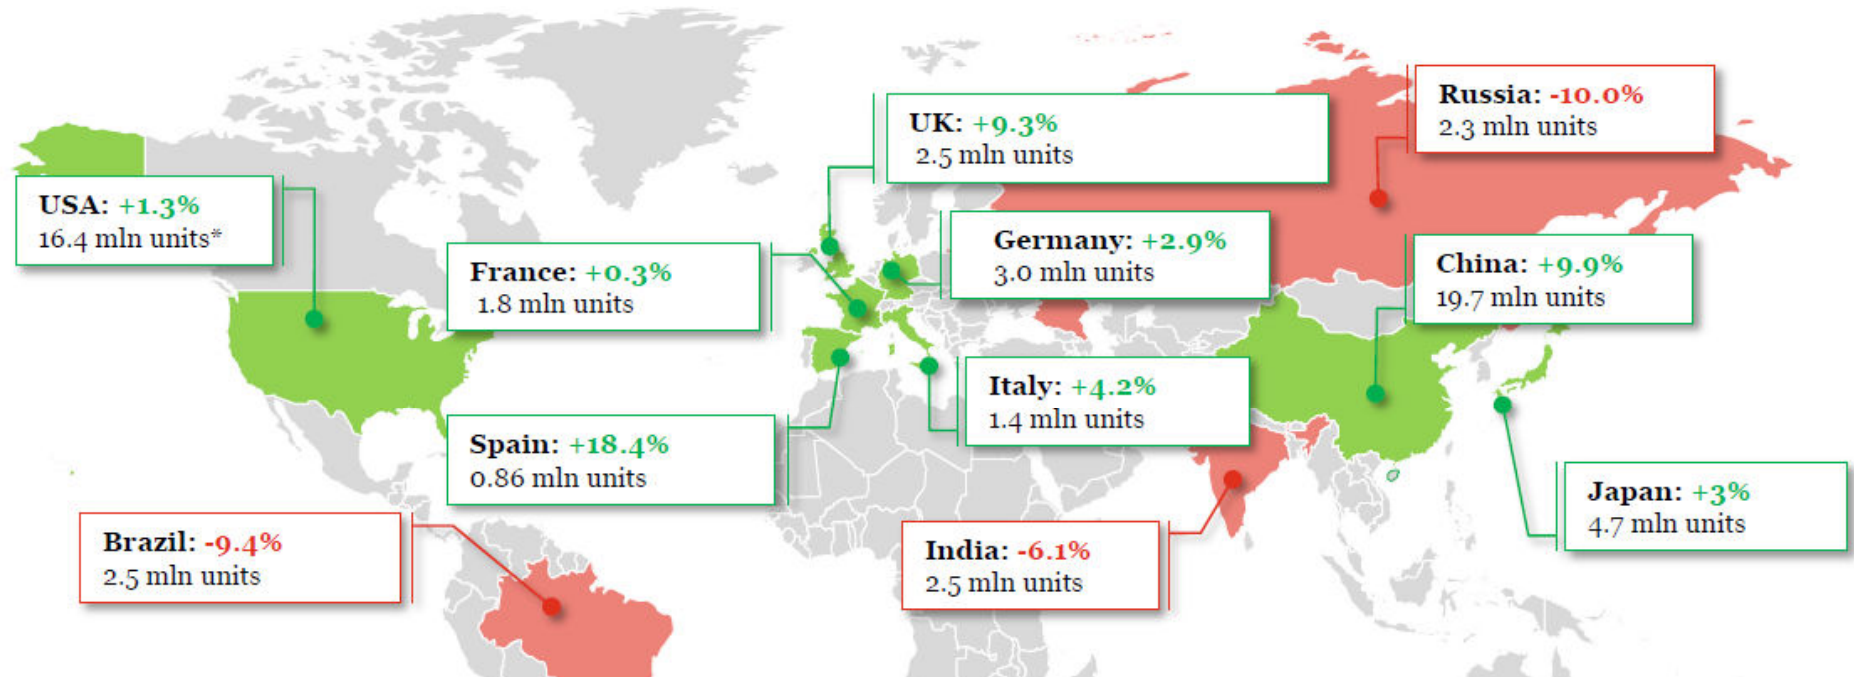 Russia: -10.0%
2.3 mln units
UK: +9.3%
2.5 mln units
USA: +1.3%
16.4 mln units*
Germany: +2.9%
3.0 mln units
France: +0.3%
1.8 mln units
China: +9.9%
19.7 mln units
Italy: +4.2%
1.4 mln units
Spain: +18.4%
0.86 mln units
Japan: +3%
4.7 mln units
Brazil: -9.4%
2.5 mln units
India: -6.1%
2.5 mln units